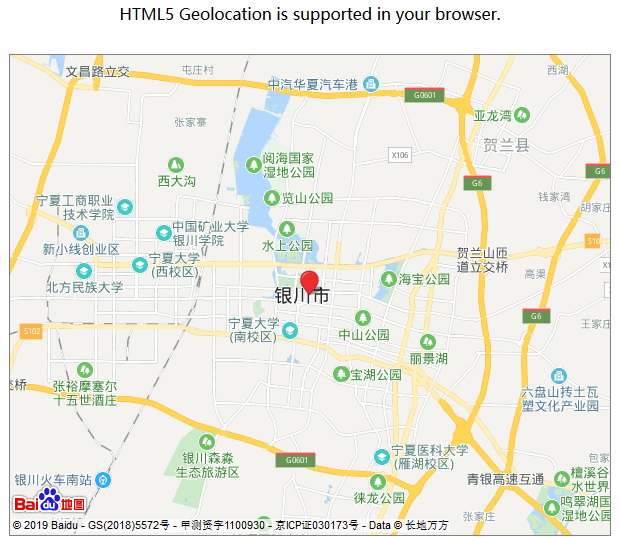 HTML5 Geolocation is supported in your browser.
文昌路立交
屯庄村
中汽华夏汽车港
西湖
G0601
亚龙湾
张家寨
贺兰县
阅海国家
湿地公园
X106
西大沟
G6
G6
览山公园
钱家湾
宁夏工商职业
技术学院
胡家庄
中国矿业大学
银川学院
新小线创业区
水上公园
S10
贺兰山匝
道立交桥
宁夏大学
(西校区)
高渠
北方民族大学
海宝公园
银川市
G6
宁夏大学
(南校区)
王家庄
S102
中山公园
丽景湖
交桥
张裕摩塞尔
十五世酒庄
宝湖公园
六盘山抟土瓦
塑文化产业园
银川森淼
生态旅游区
宁夏医科大学
(雁湖校区)
包家
G0601
银川火车南站
青银高速互通
檀溪谷
水世界
徕龙公园
鸣翠湖国
湿地公园
张家庄
Bai du 地图
© 2019 Baidu - GS(2018)5572号 - 甲测资字1100930 - 京ICP证030173号 - Data © 长地万方